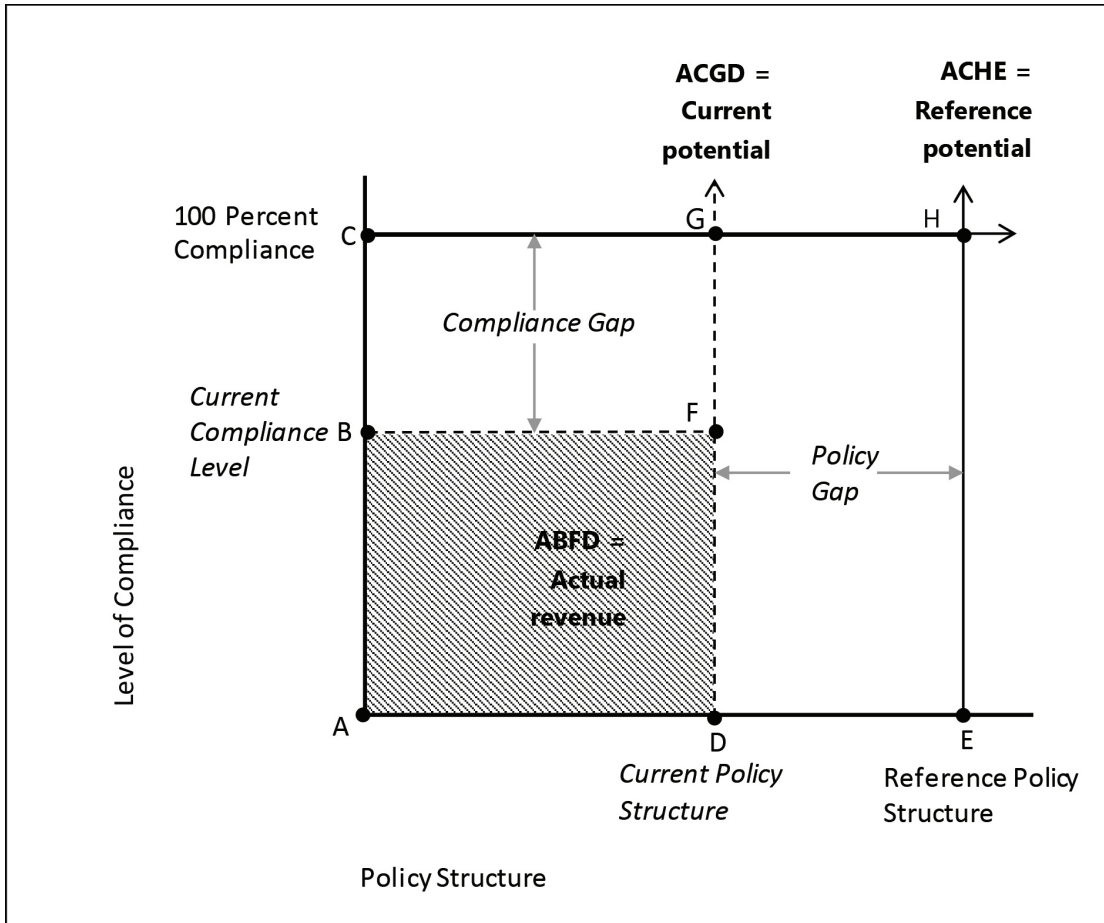 ACGD =
Current
potential
ACHE =
Reference
potential
100 Percent
Compliance
C
G
H
Compliance Gap
Current
Compliance
Level
B
F
Policy
Gap
ABFD =
Actual
revenue
Level of Compliance
A
D
E
Current Policy
Structure
Reference Policy
Structure
Policy Structure